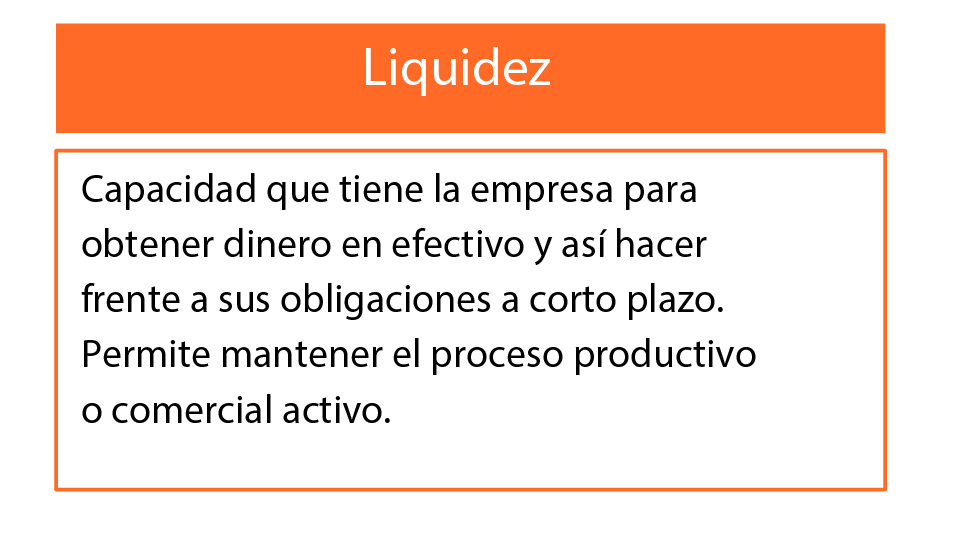 Liquidez
Capacidad que tiene la empresa para
obtener dinero en efectivo y así hacer
frente a sus obligaciones a corto plazo.
Permite mantener el proceso productivo
o comercial activo.